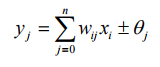 y_j = \sum_{j=0}^{n} w_{ij} x_i \pm \theta_j